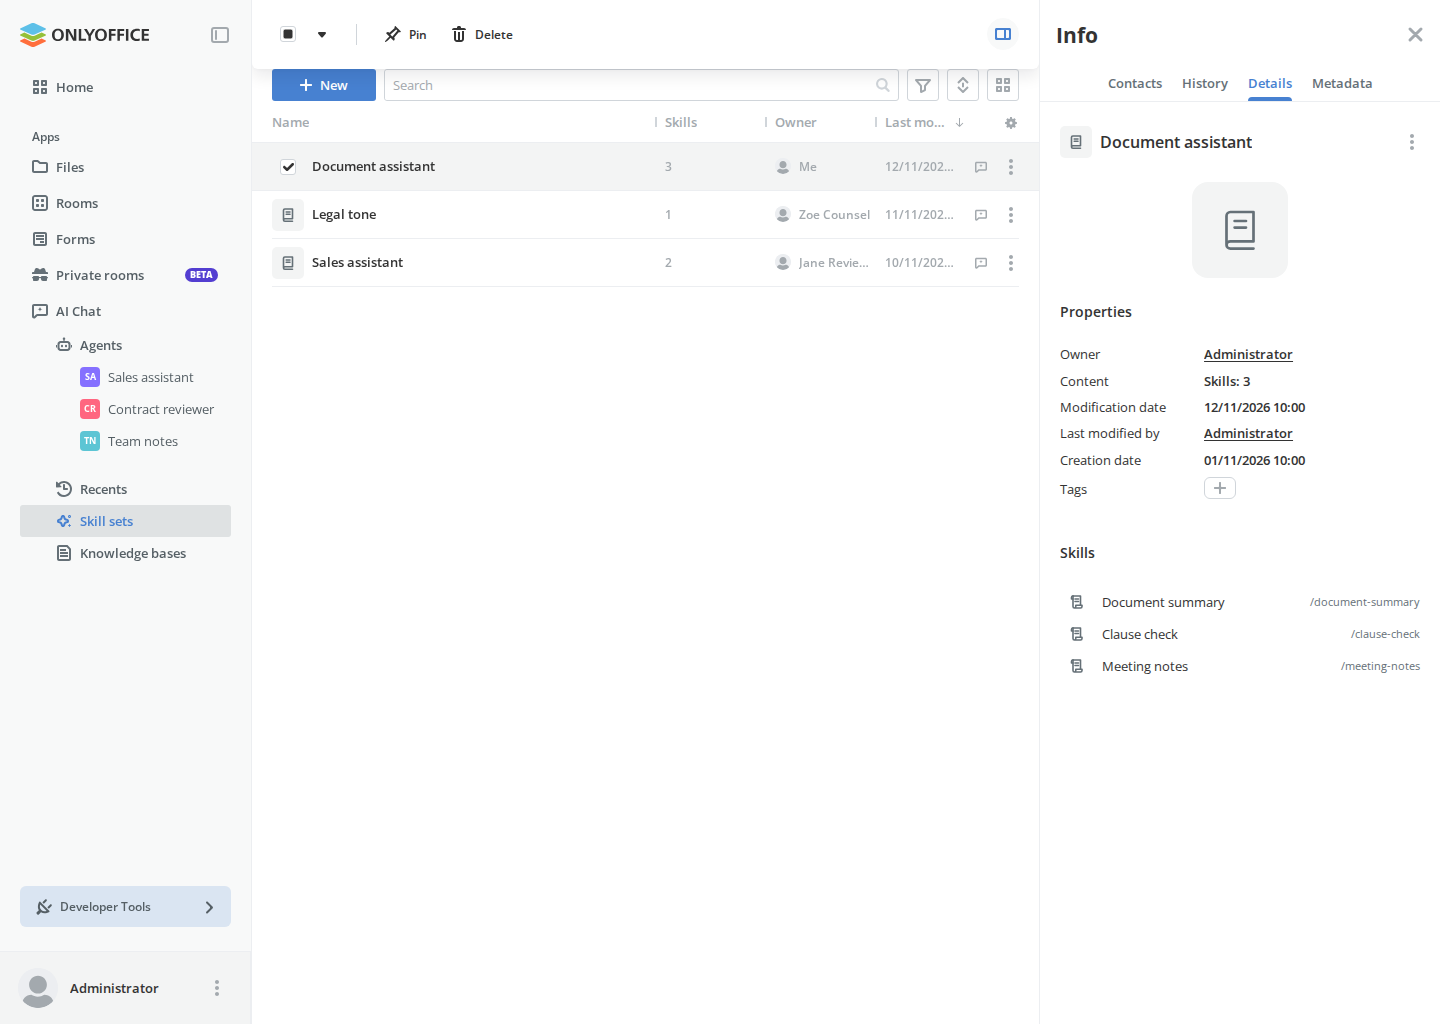 ONLYOFFICE
Home
Apps
Files
Rooms
Forms
Private rooms BETA
AI Chat
Agents
SA Sales assistant
CR Contract reviewer
TN Team notes
Recents
Skill sets
Knowledge bases
Developer Tools
Administrator
Pin Delete
New Search
Name Skills Owner Last mo...
Document assistant 3 Me 12/11/202...
Legal tone 1 Zoe Counsel 11/11/202...
Sales assistant 2 Jane Revie... 10/11/202...
Info
Contacts History Details Metadata
Document assistant
Properties
Owner Administrator
Content Skills: 3
Modification date 12/11/2026 10:00
Last modified by Administrator
Creation date 01/11/2026 10:00
Tags
Skills
Document summary /document-summary
Clause check /clause-check
Meeting notes /meeting-notes